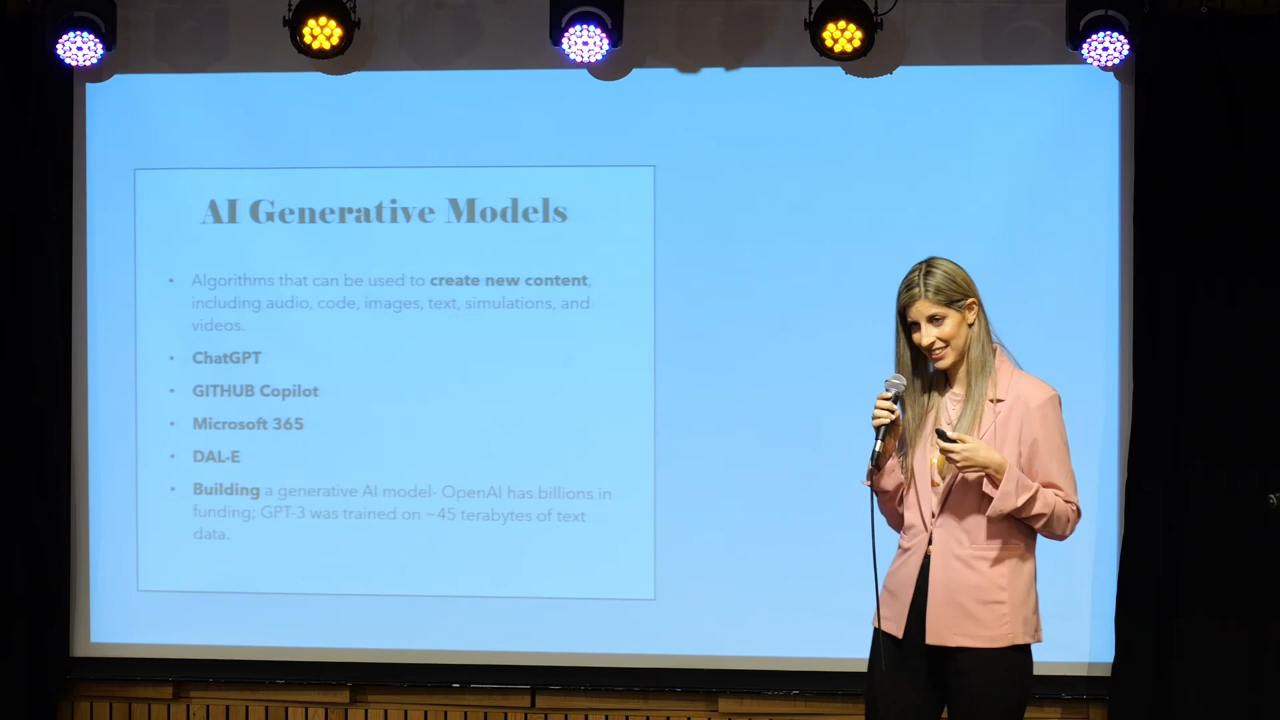 AI Generative Models
• Algorithms that can be used to create new content,
including audio, code, images, text, simulations, and
videos.
• ChatGPT
• GITHUB Copilot
• Microsoft 365
• DAL-E
• Building a generative AI model- OpenAI has billions in
funding; GPT-3 was trained on ~45 terabytes of text
data.